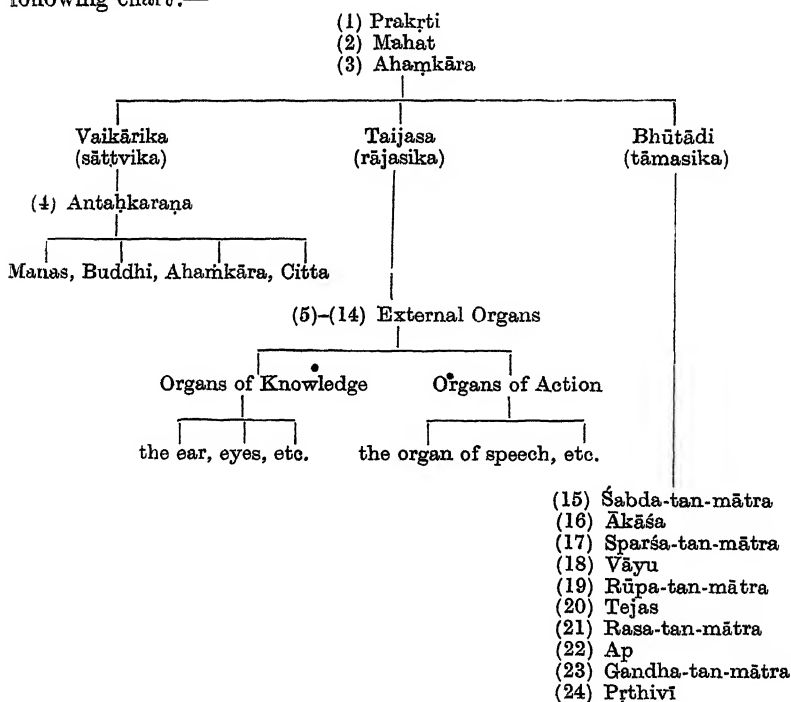 following chart:—
(1) Prakṛti
(2) Mahat
(3) Ahaṃkāra
Vaikārika Taijasa Bhūtādi
(sāttvika) (rājasika) (tāmasika)
(4) Antaḥkaraṇa
Manas, Buddhi, Ahaṁkāra, Citta
(5)–(14) External Organs
Organs of Knowledge Organs of Action
the ear, eyes, etc. the organ of speech, etc.
(15) Śabda-tan-mātra
(16) Ākāśa
(17) Sparśa-tan-mātra
(18) Vāyu
(19) Rūpa-tan-mātra
(20) Tejas
(21) Rasa-tan-mātra
(22) Ap
(23) Gandha-tan-mātra
(24) Pṛthivī